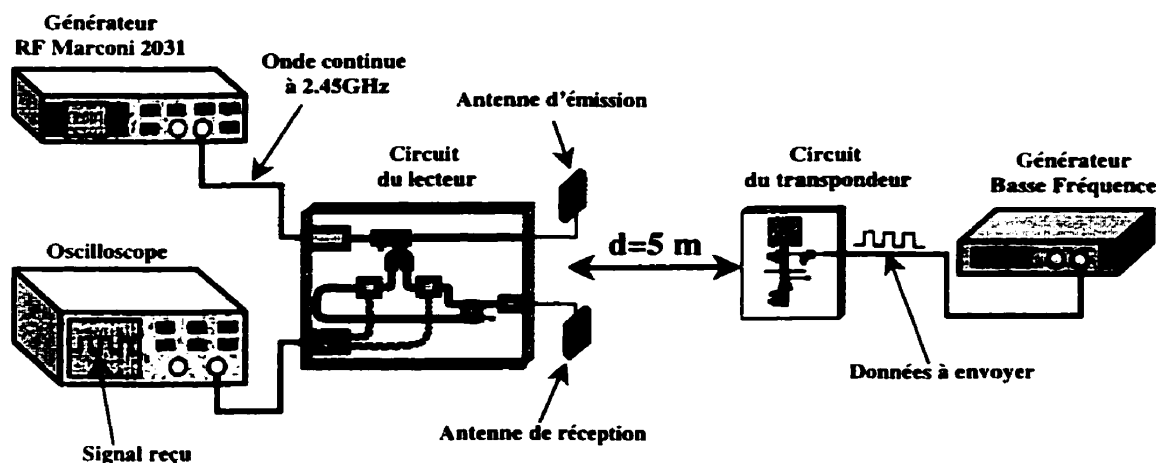 Générateur
RF Marconi 2031
Onde continue
à 2.45GHz
Antenne d'émission
Circuit
du lecteur
Circuit
du transpondeur
Générateur
Basse Fréquence
Oscilloscope
d=5 m
Données à envoyer
Antenne de réception
Signal reçu